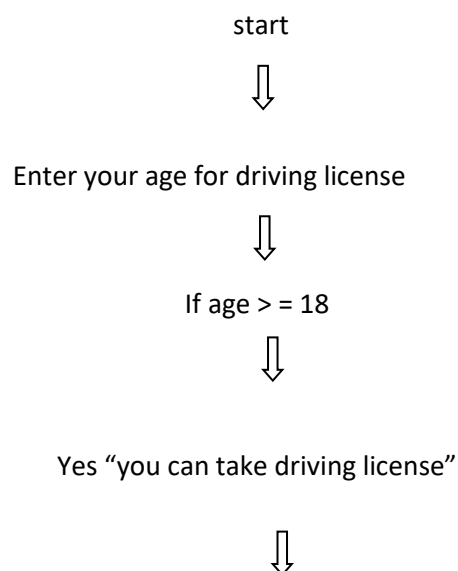 start
Enter your age for driving license
If age > = 18
Yes “you can take driving license”